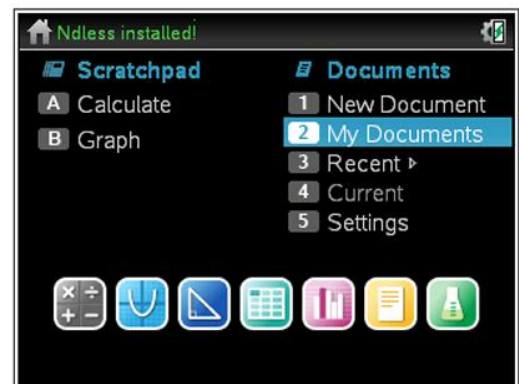 Ndless installed!
Scratchpad
A Calculate
B Graph
Documents
1 New Document
2 My Documents
3 Recent ▹
4 Current
5 Settings